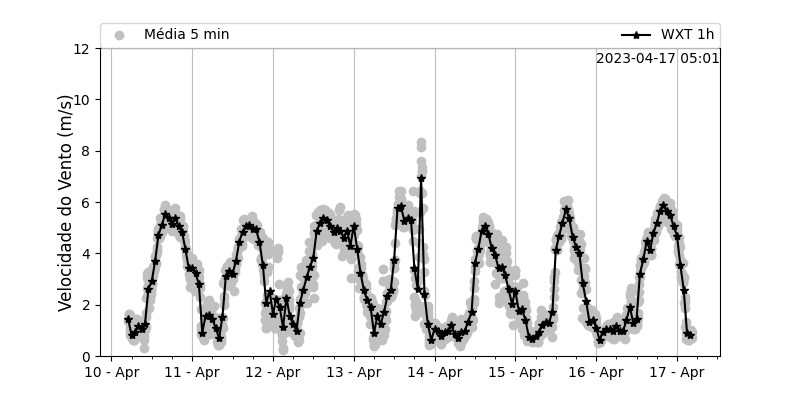 Média 5 min
WXT 1h
2023-04-17 05:01
Velocidade do Vento (m/s)
12
10
8
6
4
2
0
10 - Apr
11 - Apr
12 - Apr
13 - Apr
14 - Apr
15 - Apr
16 - Apr
17 - Apr